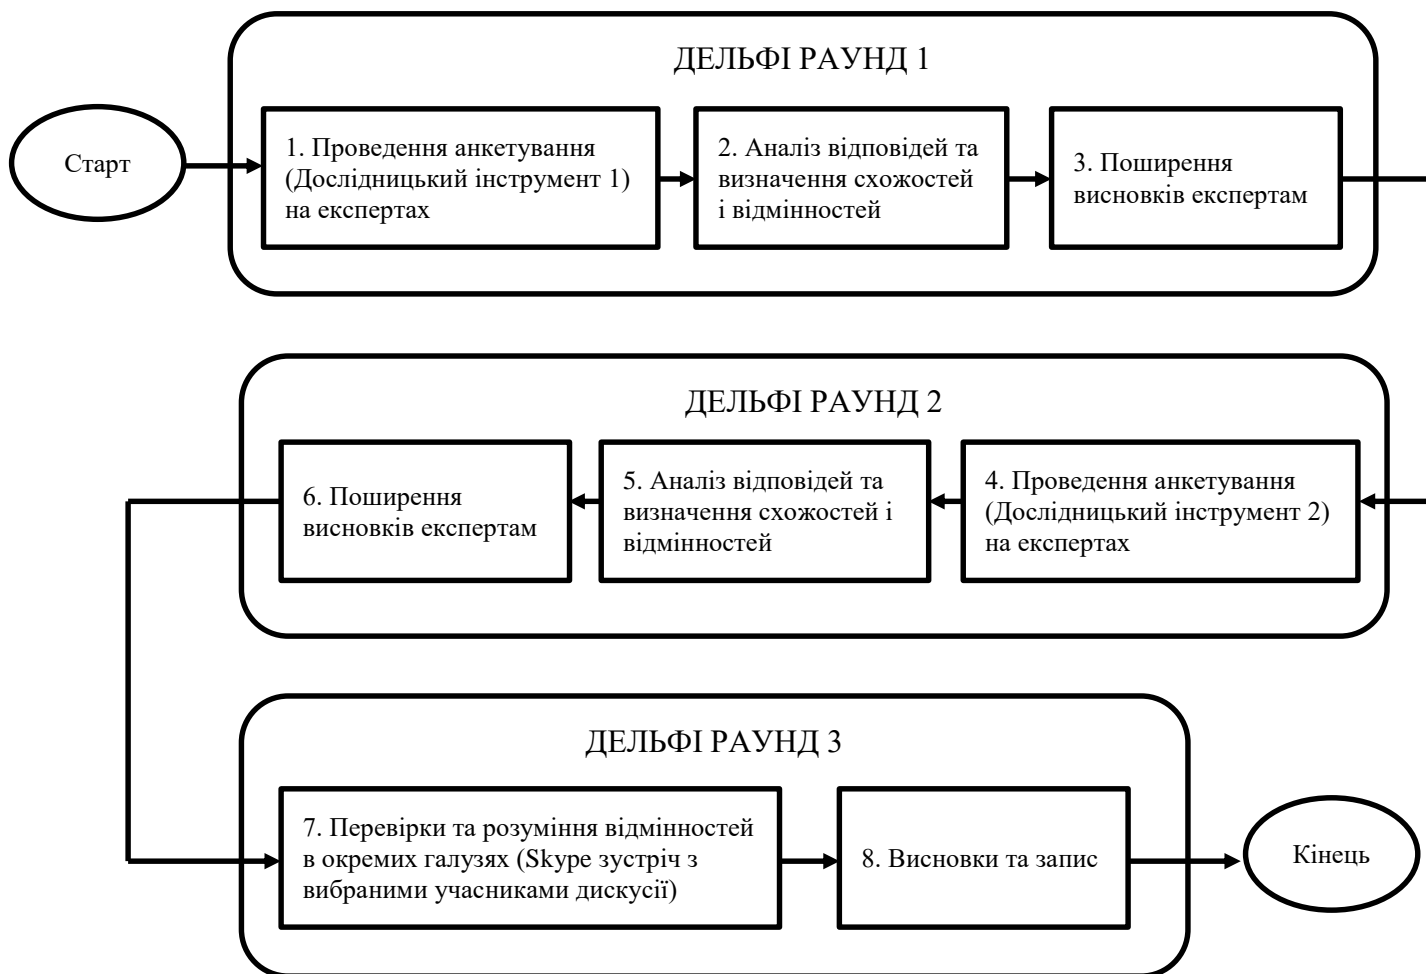 ДЕЛЬФІ РАУНД 1
Старт
1. Проведення анкетування
(Дослідницький інструмент 1)
на експертах
2. Аналіз відповідей та
визначення схожостей
і відмінностей
3. Поширення
висновків експертам
ДЕЛЬФІ РАУНД 2
6. Поширення
висновків експертам
5. Аналіз відповідей та
визначення схожостей і
відмінностей
4. Проведення анкетування
(Дослідницький інструмент 2)
на експертах
ДЕЛЬФІ РАУНД 3
7. Перевірки та розуміння відмінностей
в окремих галузях (Skype зустріч з
вибраними учасниками дискусії)
8. Висновки та запис
Кінець